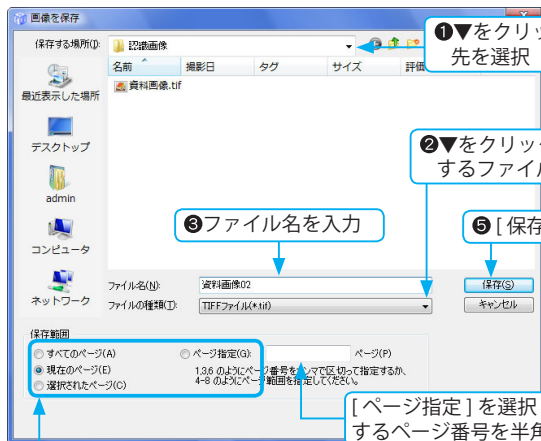 画像を保存
❶▼をクリッ
先を選択
保存する場所(I):
認識画像
名前 撮影日 タグ サイズ 評価
資料画像.tif
最近表示した場所
デスクトップ
admin
コンピュータ
ネットワーク
❷▼をクリック
するファイル
❸ファイル名を入力
❺[ 保存
ファイル名(N): 資料画像02 保存(S)
ファイルの種類(T): TIFFファイル(*.tif) キャンセル
保存範囲
すべてのページ(A) ページ指定(G): ページ(P)
現在のページ(E) 1,3,6 のようにページ番号をカンマで区切って指定するか、
選択されたページ(C) 4-8 のようにページ範囲を指定してください。
[ ページ指定 ] を選択
するページ番号を半角